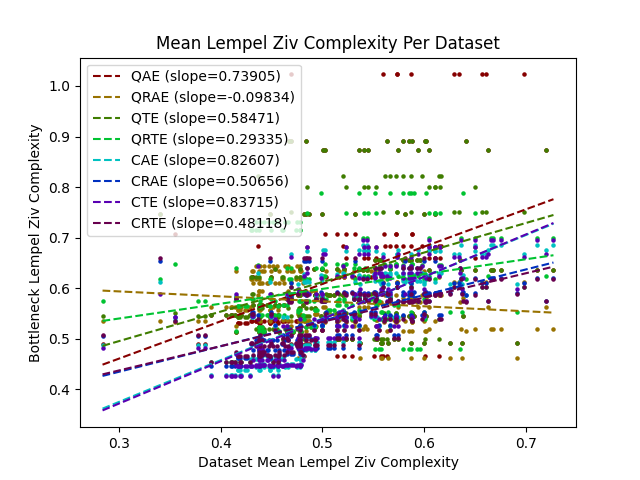 Mean Lempel Ziv Complexity Per Dataset
QAE (slope=0.73905)
QRAE (slope=-0.09834)
QTE (slope=0.58471)
QRTE (slope=0.29335)
CAE (slope=0.82607)
CRAE (slope=0.50656)
CTE (slope=0.83715)
CRTE (slope=0.48118)
Bottleneck Lempel Ziv Complexity
1.0
0.9
0.8
0.7
0.6
0.5
0.4
0.3 0.4 0.5 0.6 0.7
Dataset Mean Lempel Ziv Complexity